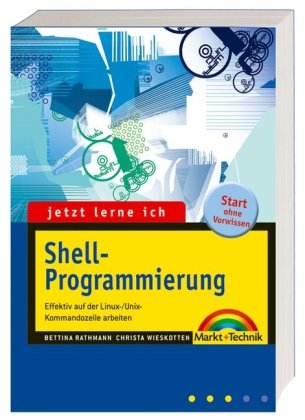 jetzt lerne ich
Start
ohne
Vorwissen
Shell-
Programmierung
Effektiv auf der Linux-/Unix-
Kommandozeile arbeiten
BETTINA RATHMANN CHRISTA WIESKOTTEN
Markt+Technik